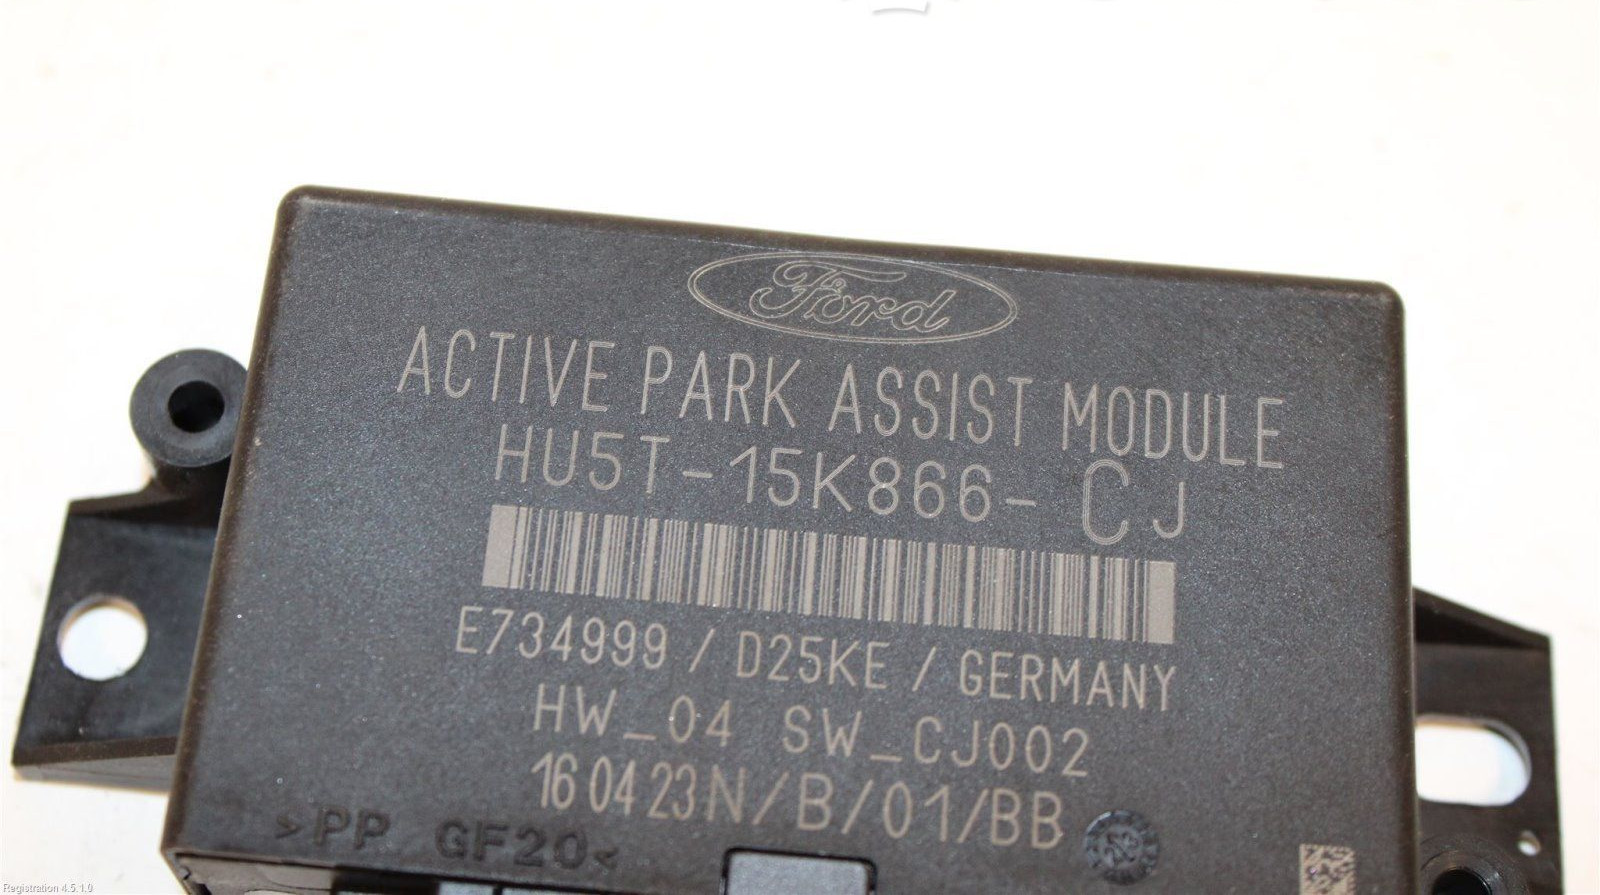 Ford
ACTIVE PARK ASSIST MODULE
HU5T-15K866-CJ
E734999 / D25KE / GERMANY
HW_04 SW_CJ002
16 04 23N/B/01/BB
>PP GF20<
Registration 4.5.1.0